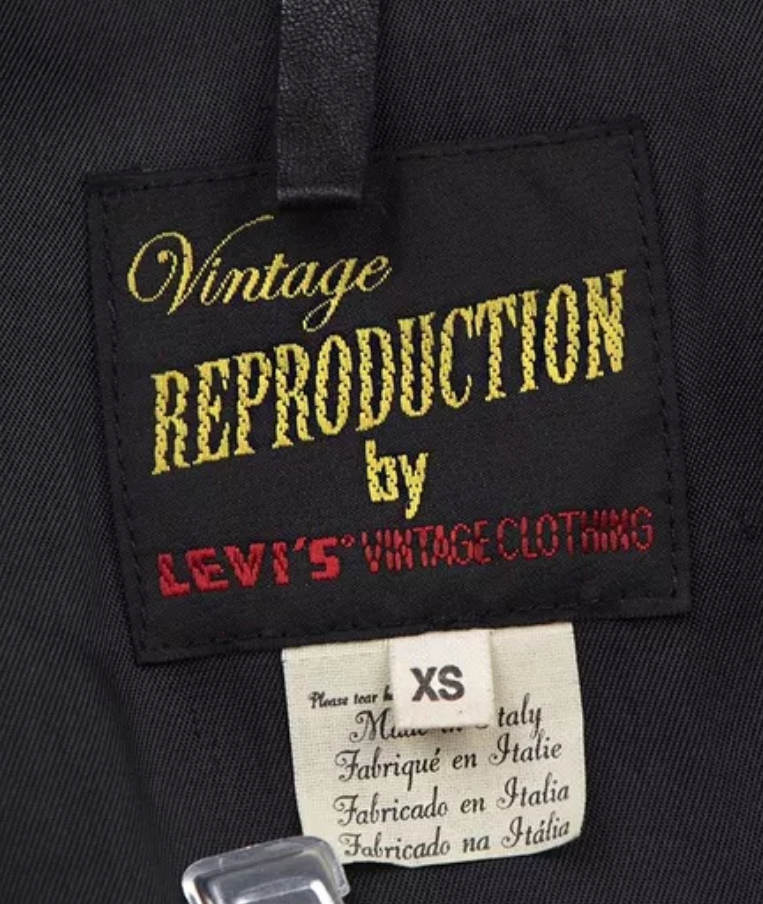 Vintage
REPRODUCTION
by
LEVI'S® VINTAGE CLOTHING
XS
Please tear
Made in Italy
Fabriqué en Italie
Fabricado en Italia
Fabricado na Itália